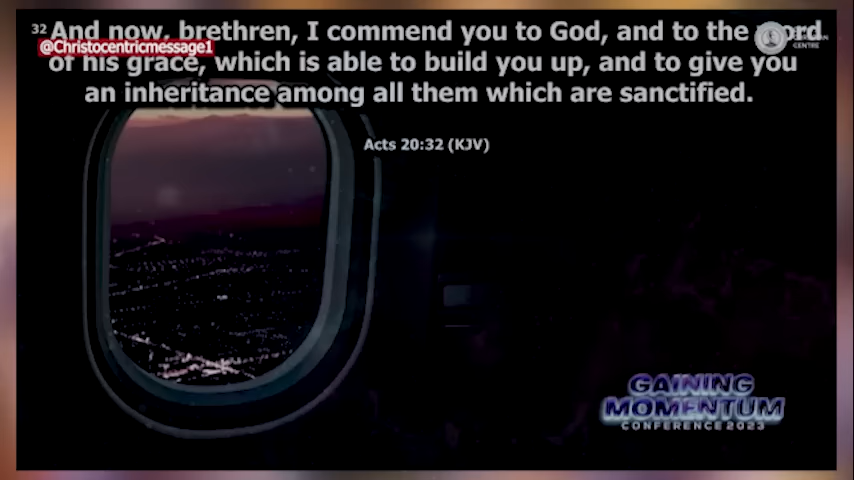 32 And now, brethren, I commend you to God, and to the word
@Christocentricmessage1
of his grace, which is able to build you up, and to give you
an inheritance among all them which are sanctified.
Acts 20:32 (KJV)
CENTRE
GAINING
MOMENTUM
CONFERENCE 2023